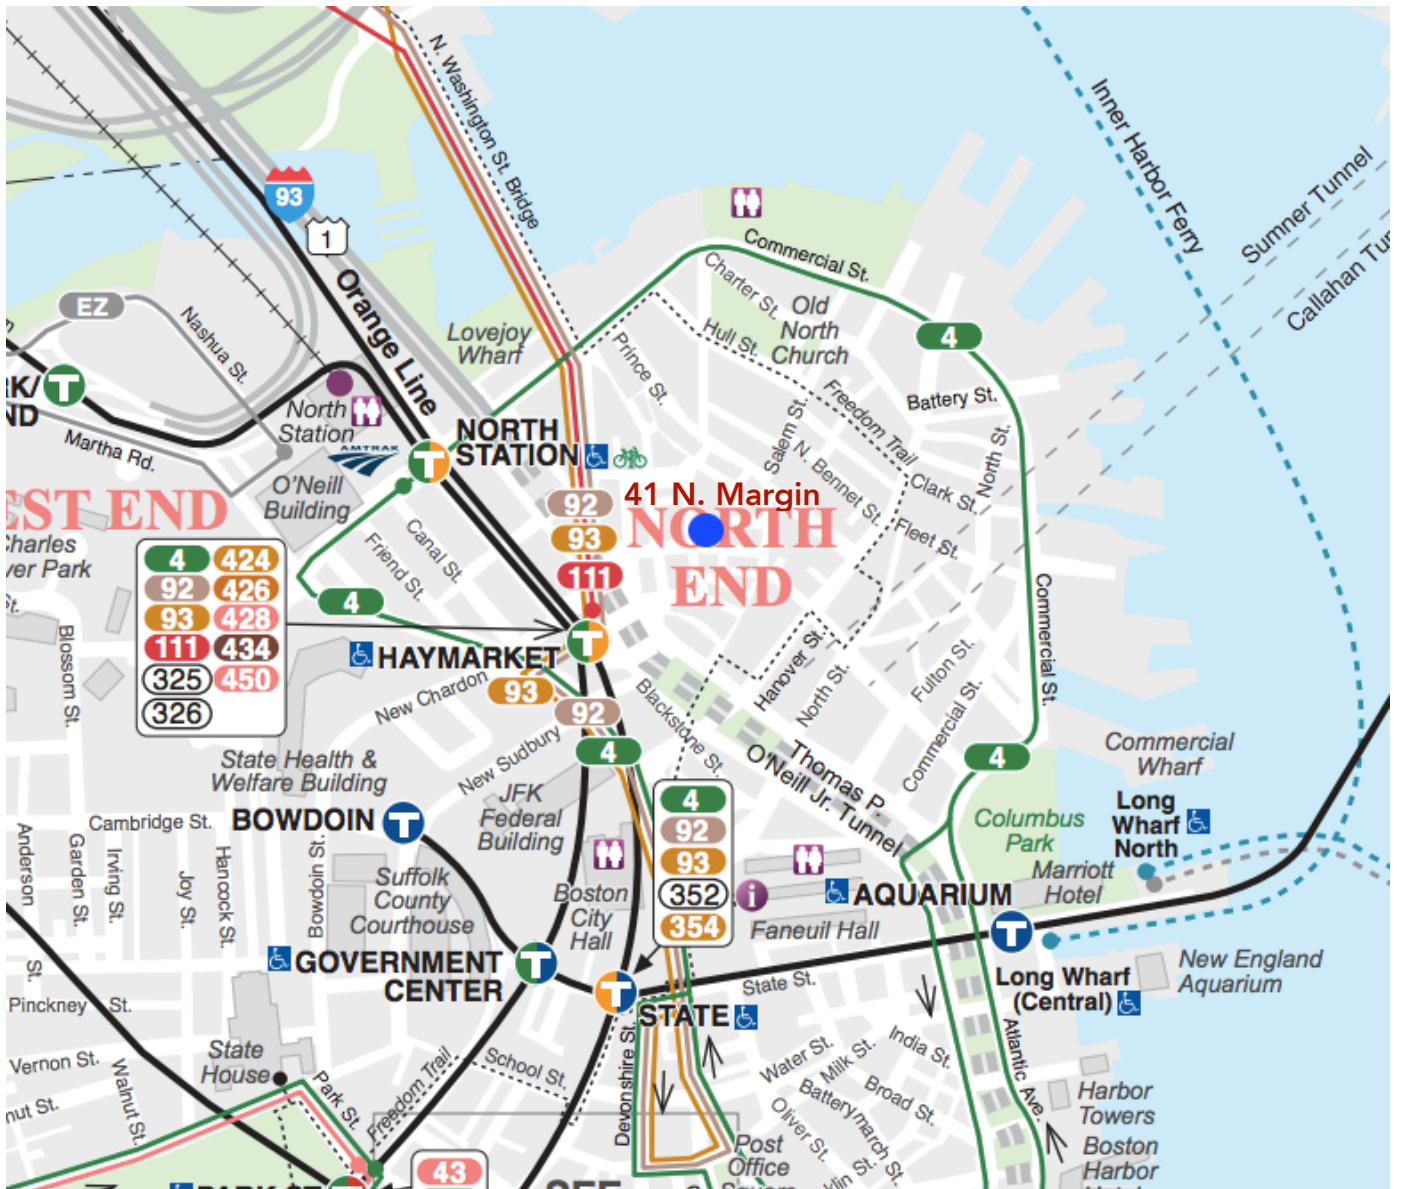 N. Washington St. Bridge
Inner Harbor Ferry
Sumner Tunnel
93
1
Commercial St.
Charter St.
Old
North
Church
Orange Line
EZ
Nashua St.
Lovejoy
Wharf
Hull St.
4
Prince St.
Freedom Trail
Battery St.
North
Station
AMTRAK
NORTH
STATION
Martha Rd.
Salem St.
North St.
N. Bennet St.
Clark St.
O'Neill
Building
92
41 N. Margin
NORTH
END
Fleet St.
Canal St.
Friend St.
93
111
4
4 424
92 426
93 428
111 434
325 450
326
HAYMARKET
New Chardon
93
92
New Sudbury
4
Blackstone St.
Hanover St.
North St.
Fulton St.
Commercial St.
Commercial St.
Thomas P.
O'Neill Jr. Tunnel
4
Blossom St.
State Health &
Welfare Building
JFK
Federal
Building
BOWDOIN
Cambridge St.
4
92
93
352
354
Columbus
Park
Commercial
Wharf
Long
Wharf
North
Marriott
Hotel
Anderson
St.
Garden St.
Irving St.
Joy St.
Hancock St.
Bowdoin St.
Suffolk
County
Courthouse
Boston
City
Hall
i
Faneuil Hall
AQUARIUM
GOVERNMENT
CENTER
STATE
State St.
Long Wharf
(Central)
New England
Aquarium
Pinckney St.
Vernon St.
Walnut St.
State
House
Park St.
Freedom Trail
School St.
Devonshire St.
Water St.
Milk St.
India St.
Broad St.
Batterymarch St.
Oliver St.
Atlantic Ave.
Harbor
Towers
Boston
Harbor
Post
Office
43